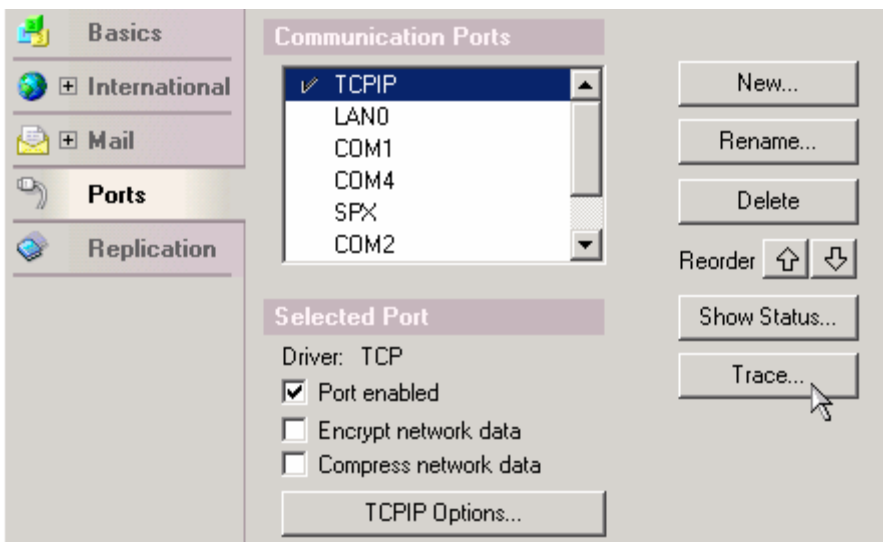 Basics
International
Mail
Ports
Replication
Communication Ports
TCPIP
LAN0
COM1
COM4
SPX
COM2
Selected Port
Driver: TCP
Port enabled
Encrypt network data
Compress network data
TCPIP Options...
New...
Rename...
Delete
Reorder
Show Status...
Trace...